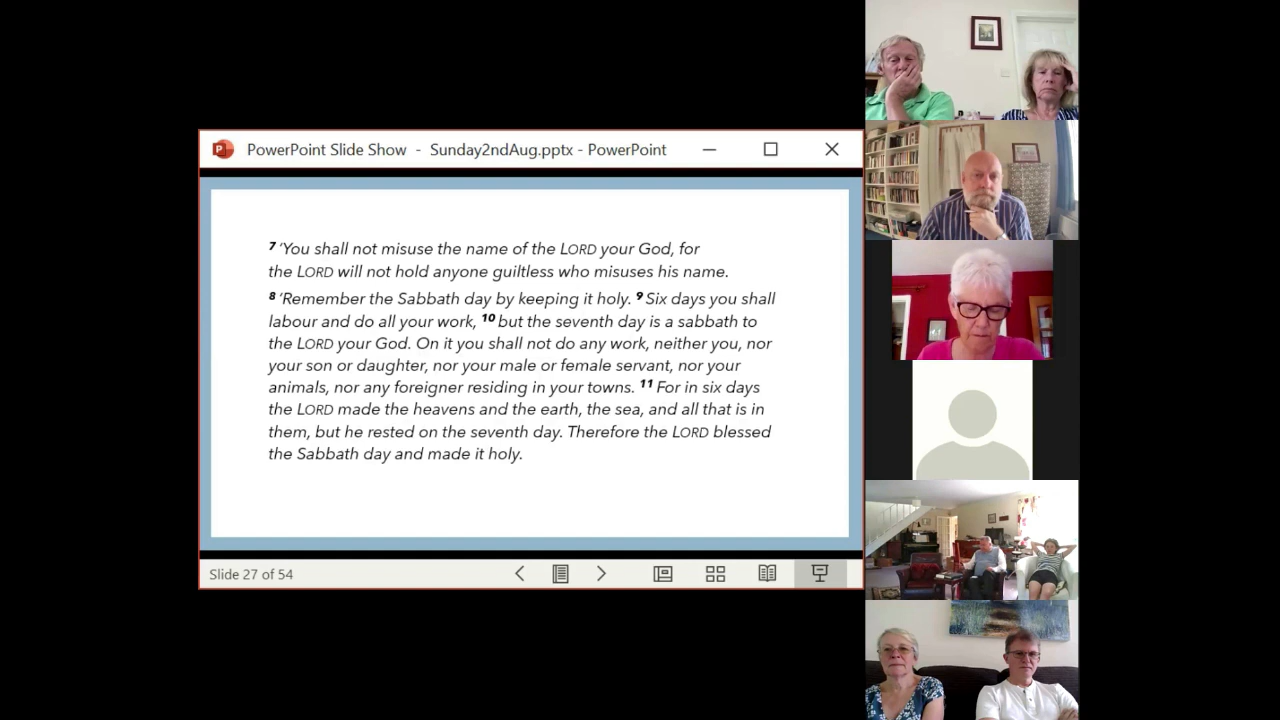 PowerPoint Slide Show - Sunday2ndAug.pptx - PowerPoint
7 ‘You shall not misuse the name of the LORD your God, for
the LORD will not hold anyone guiltless who misuses his name.
8 ‘Remember the Sabbath day by keeping it holy. 9 Six days you shall
labour and do all your work, 10 but the seventh day is a sabbath to
the LORD your God. On it you shall not do any work, neither you, nor
your son or daughter, nor your male or female servant, nor your
animals, nor any foreigner residing in your towns. 11 For in six days
the LORD made the heavens and the earth, the sea, and all that is in
them, but he rested on the seventh day. Therefore the LORD blessed
the Sabbath day and made it holy.
Slide 27 of 54